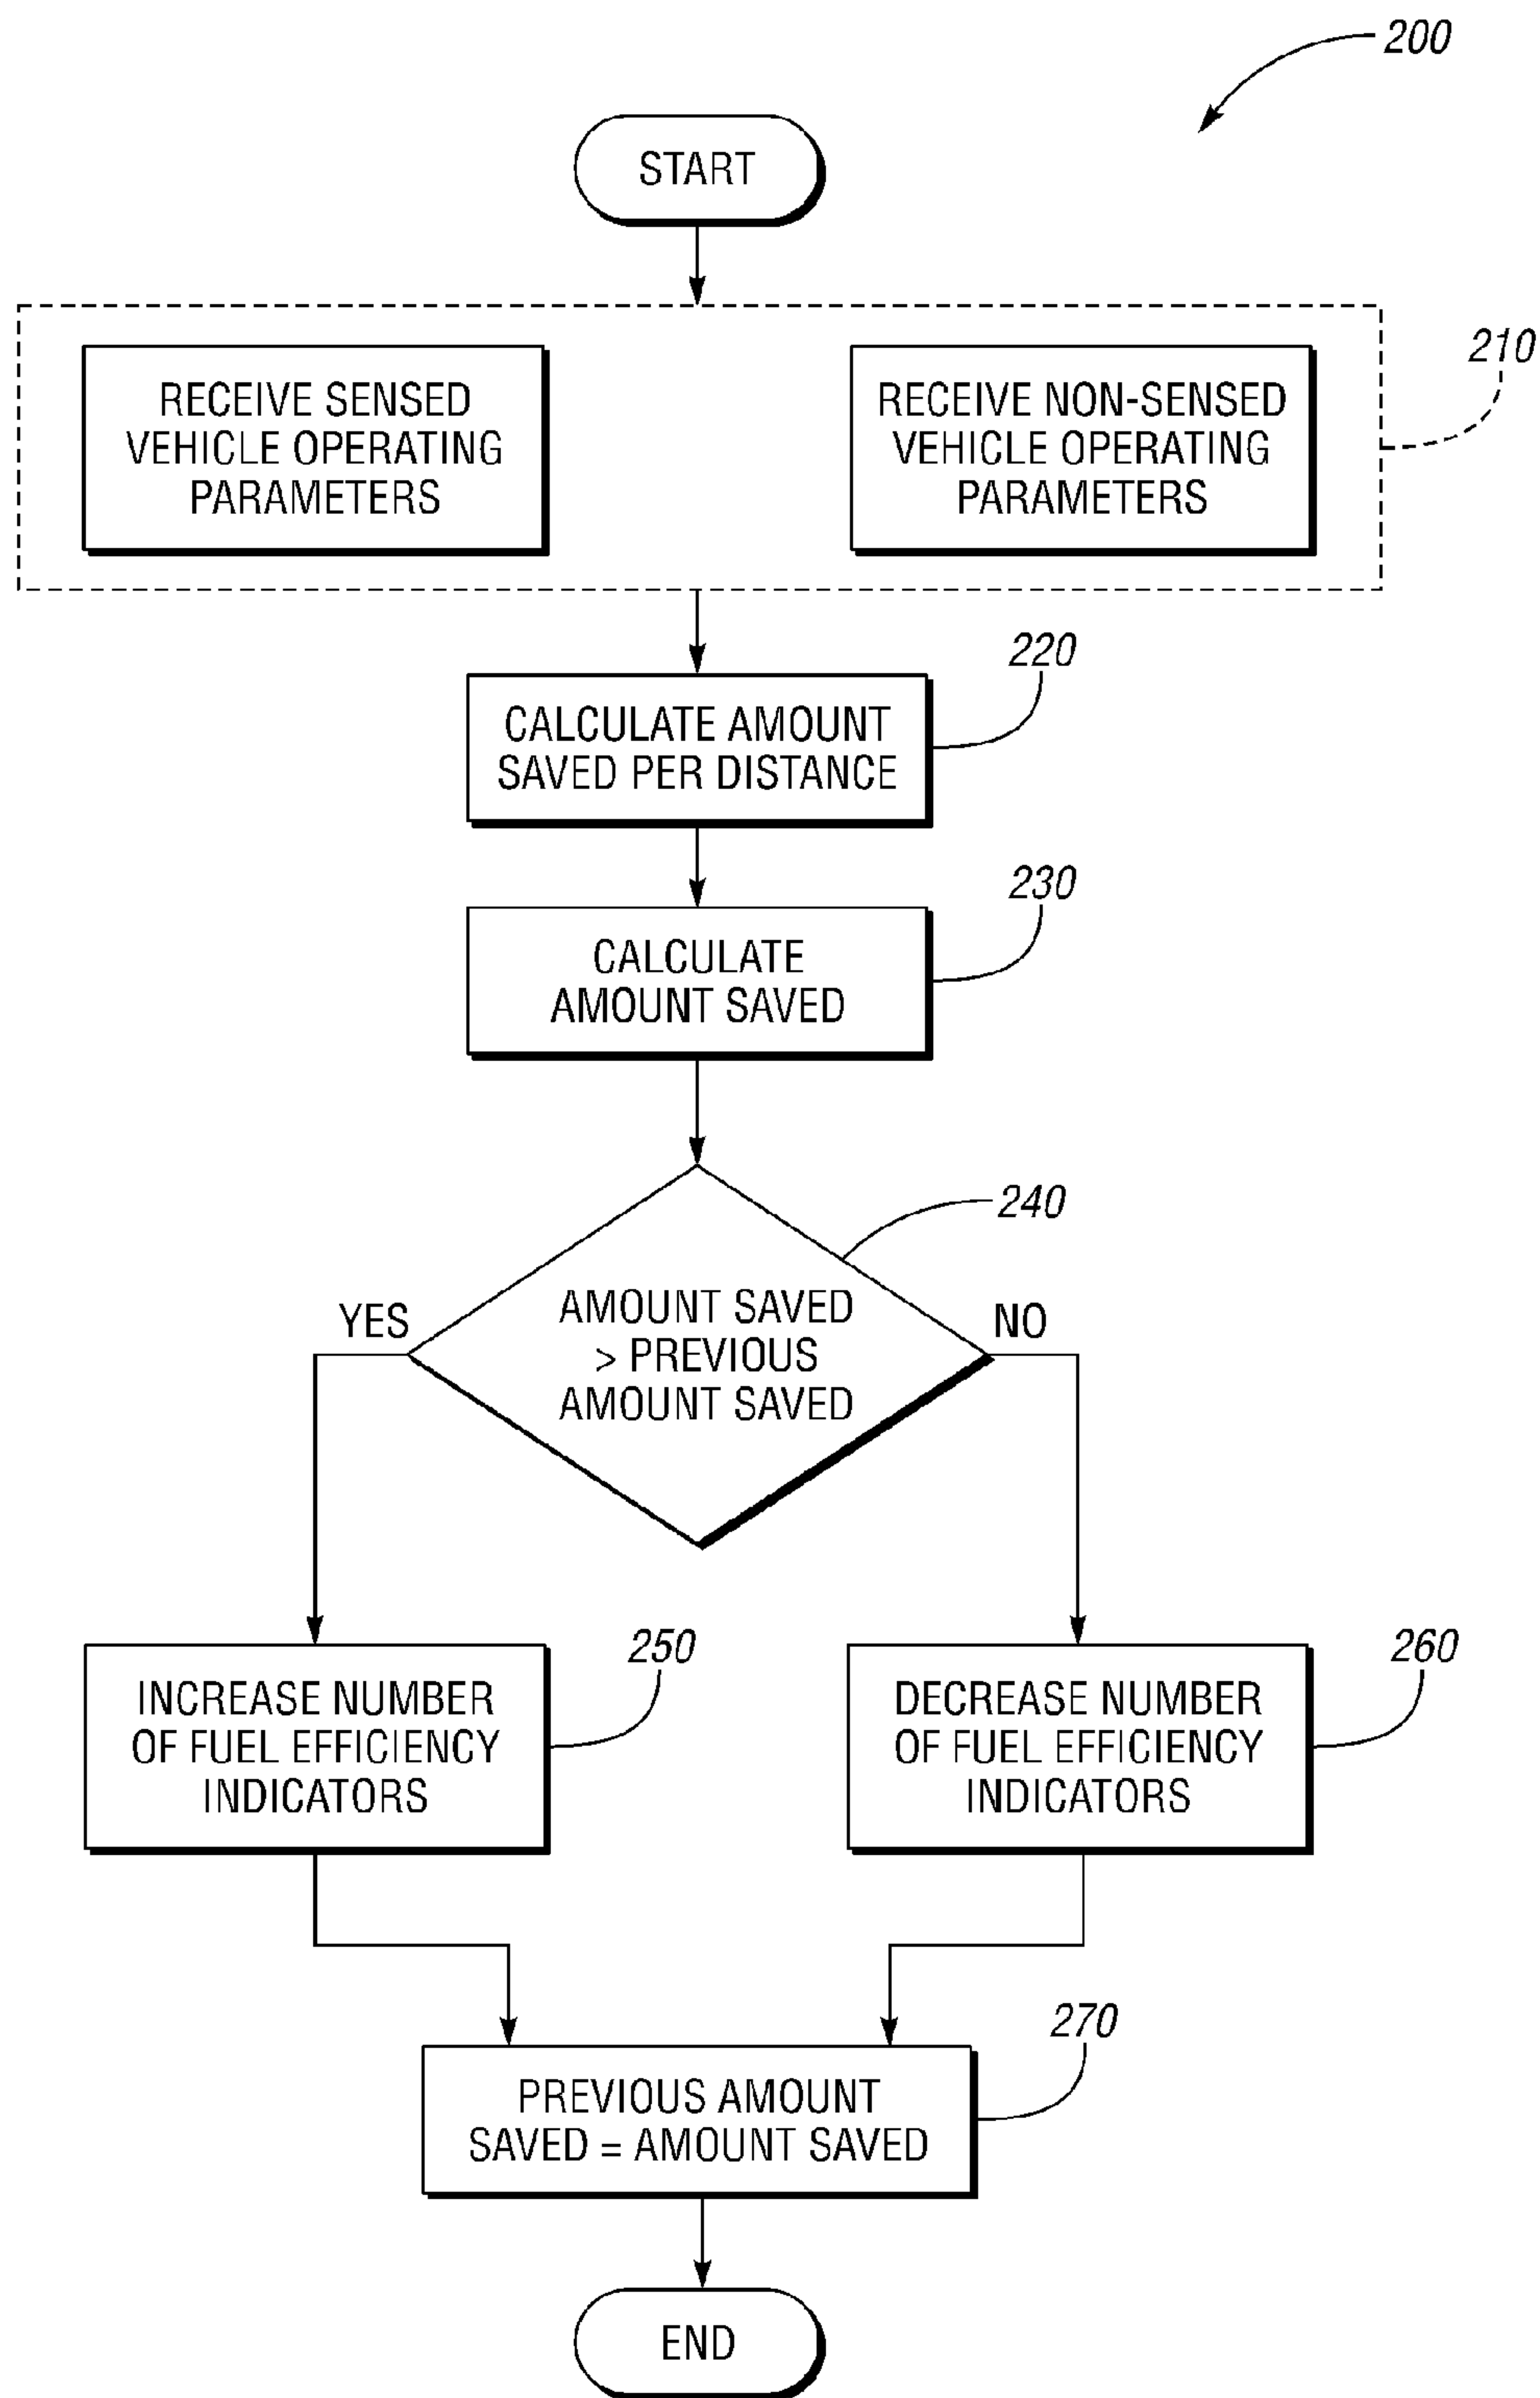 200
START
RECEIVE SENSED
VEHICLE OPERATING
PARAMETERS
RECEIVE NON-SENSED
VEHICLE OPERATING
PARAMETERS
210
220
CALCULATE AMOUNT
SAVED PER DISTANCE
230
CALCULATE
AMOUNT SAVED
240
YES
AMOUNT SAVED
> PREVIOUS
AMOUNT SAVED
NO
250
INCREASE NUMBER
OF FUEL EFFICIENCY
INDICATORS
260
DECREASE NUMBER
OF FUEL EFFICIENCY
INDICATORS
270
PREVIOUS AMOUNT
SAVED = AMOUNT SAVED
END